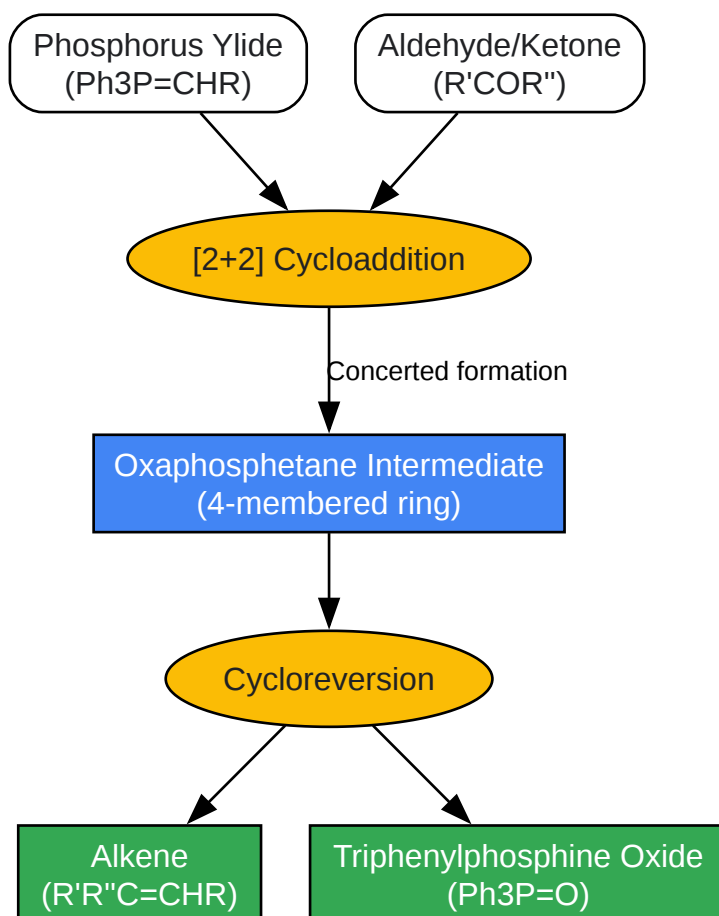 Phosphorus Ylide
(Ph3P=CHR)
Aldehyde/Ketone
(R'COR'')
[2+2] Cycloaddition
Concerted formation
Oxaphosphetane Intermediate
(4-membered ring)
Cycloreversion
Alkene
(R'R''C=CHR)
Triphenylphosphine Oxide
(Ph3P=O)